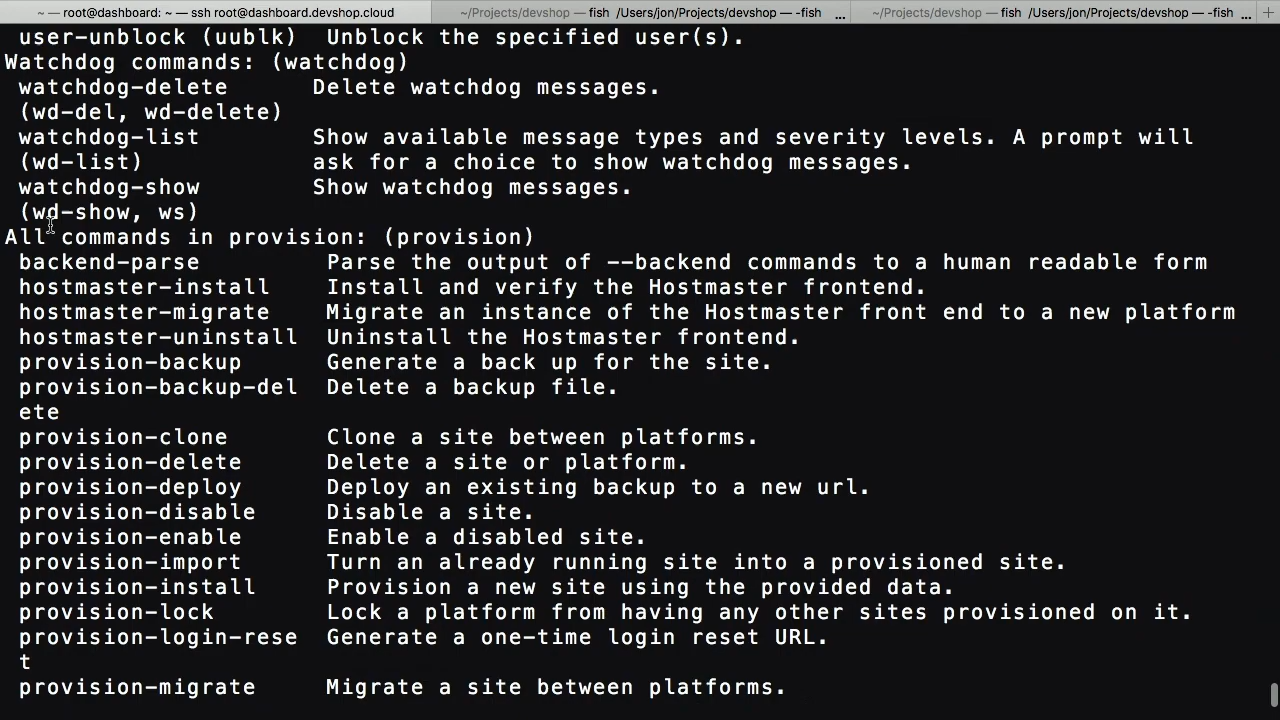 ~ — root@dashboard: ~ — ssh root@dashboard.devshop.cloud
~/Projects/devshop — fish /Users/jon/Projects/devshop — -fish ...
~/Projects/devshop — fish /Users/jon/Projects/devshop — -fish ... +
user-unblock (uublk) Unblock the specified user(s).
Watchdog commands: (watchdog)
watchdog-delete Delete watchdog messages.
(wd-del, wd-delete)
watchdog-list Show available message types and severity levels. A prompt will
(wd-list) ask for a choice to show watchdog messages.
watchdog-show Show watchdog messages.
(wd-show, ws)
All commands in provision: (provision)
backend-parse Parse the output of --backend commands to a human readable form
hostmaster-install Install and verify the Hostmaster frontend.
hostmaster-migrate Migrate an instance of the Hostmaster front end to a new platform
hostmaster-uninstall Uninstall the Hostmaster frontend.
provision-backup Generate a back up for the site.
provision-backup-del Delete a backup file.
ete
provision-clone Clone a site between platforms.
provision-delete Delete a site or platform.
provision-deploy Deploy an existing backup to a new url.
provision-disable Disable a site.
provision-enable Enable a disabled site.
provision-import Turn an already running site into a provisioned site.
provision-install Provision a new site using the provided data.
provision-lock Lock a platform from having any other sites provisioned on it.
provision-login-rese Generate a one-time login reset URL.
t
provision-migrate Migrate a site between platforms.